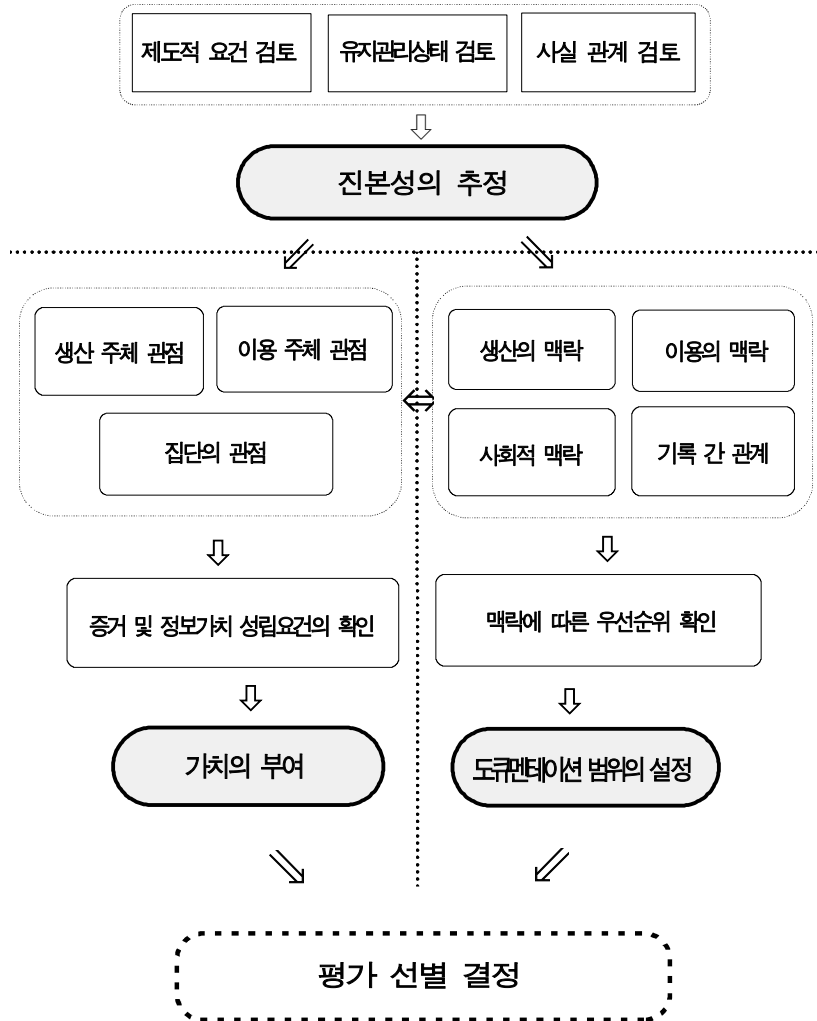 제도적 요건 검토
유지관리상태 검토
사실 관계 검토
진본성의 추정
생산 주체 관점
이용 주체 관점
집단의 관점
생산의 맥락
이용의 맥락
사회적 맥락
기록 간 관계
증거 및 정보가치 성립요건의 확인
맥락에 따른 우선순위 확인
가치의 부여
도큐멘테이션 범위의 설정
평가 선별 결정